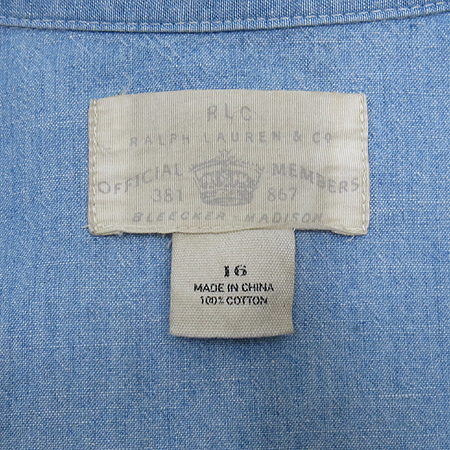 RLC
RALPH LAUREN & CO
OFFICIAL MEMBERS
381 867
BLEECKER - MADISON
16
MADE IN CHINA
100% COTTON